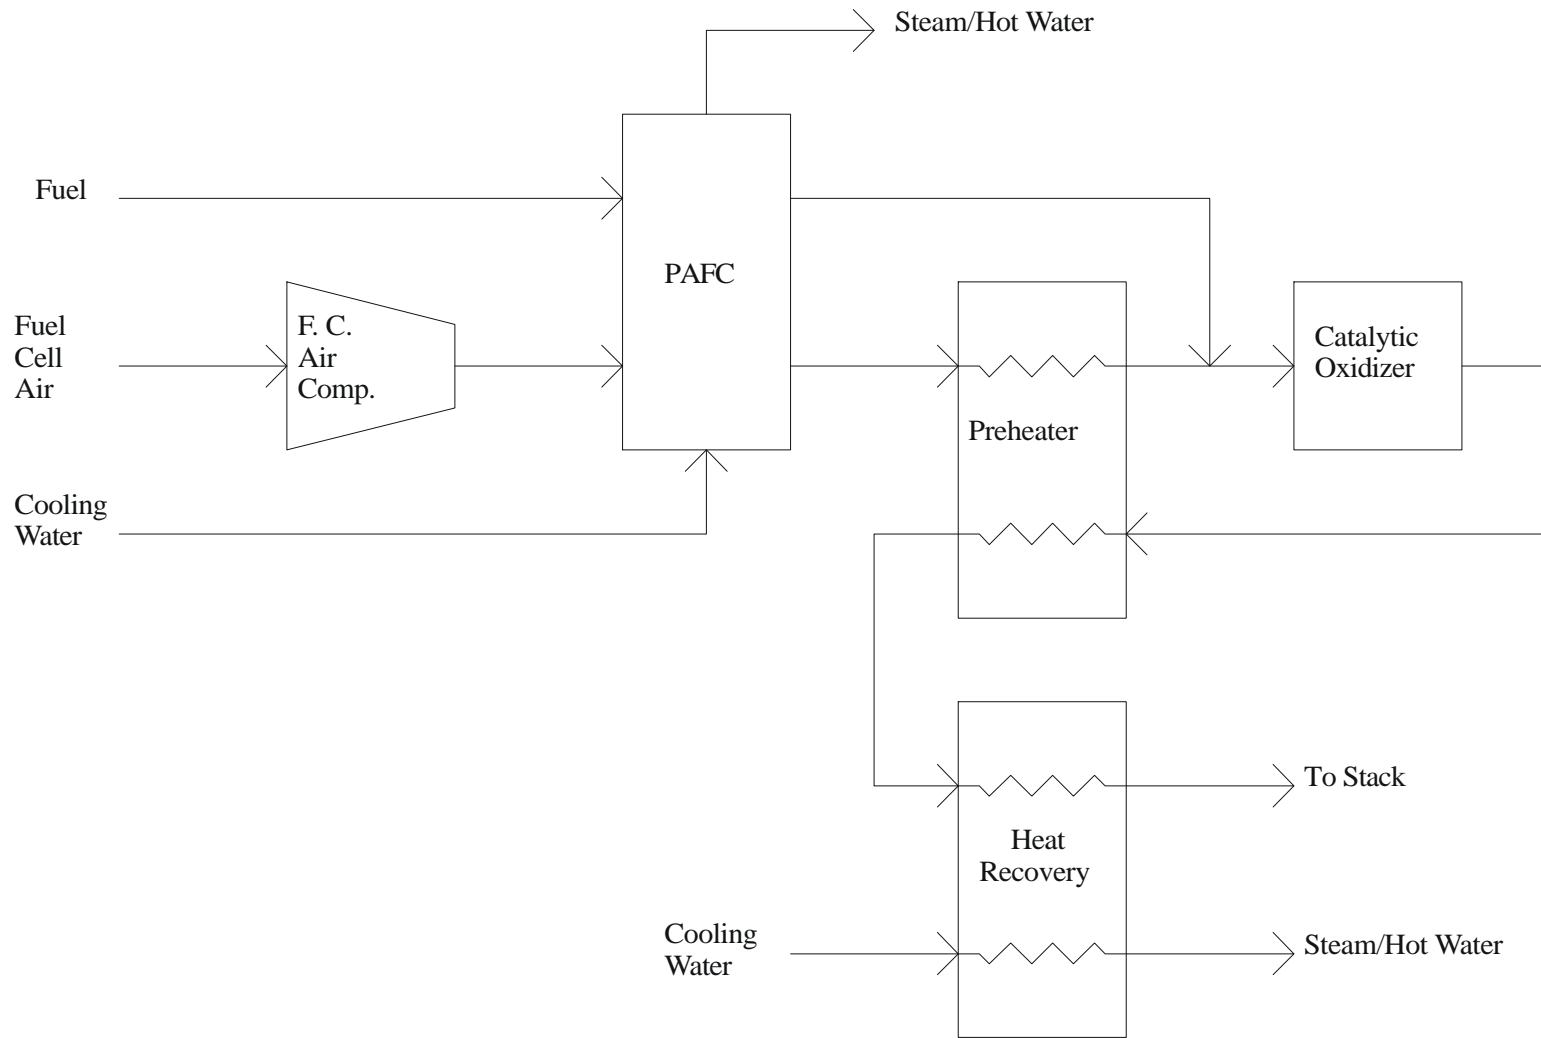 Steam/Hot Water
Fuel
PAFC
Fuel
Cell
Air
F. C.
Air
Comp.
Catalytic
Oxidizer
Preheater
Cooling
Water
To Stack
Heat
Recovery
Cooling
Water
Steam/Hot Water